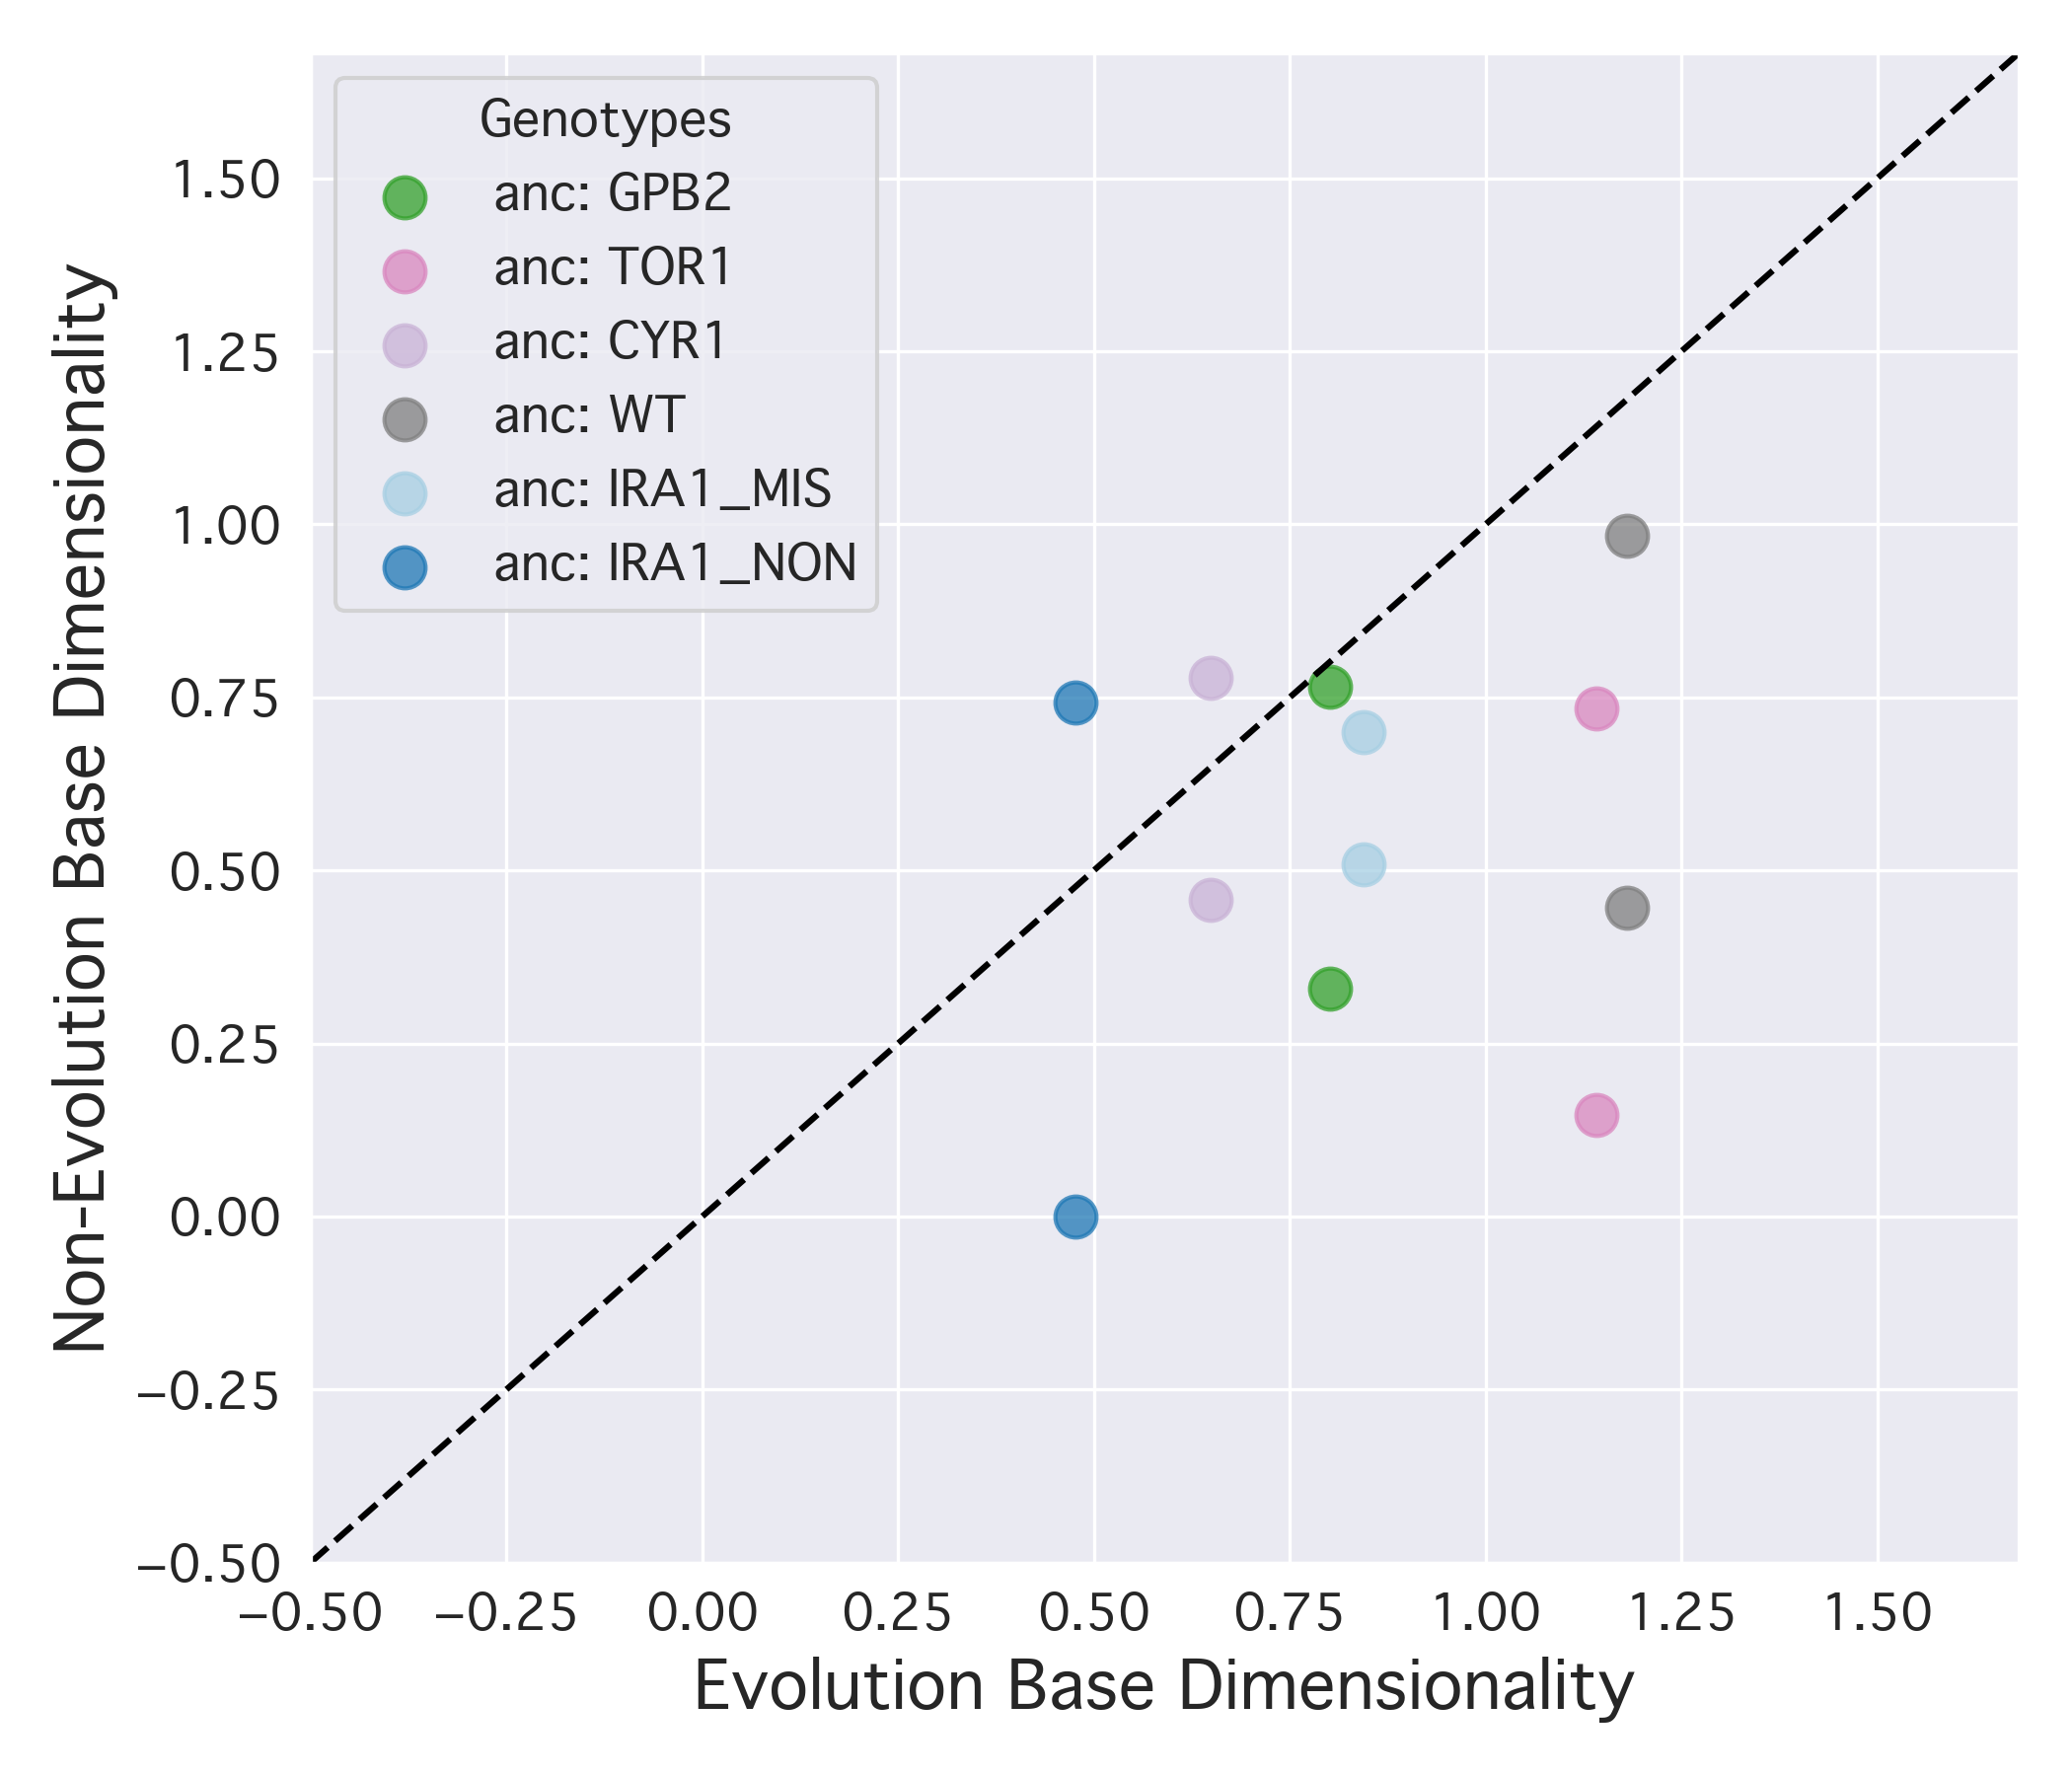 Genotypes
anc: GPB2
anc: TOR1
anc: CYR1
anc: WT
anc: IRA1_MIS
anc: IRA1_NON
Non-Evolution Base Dimensionality
1.50
1.25
1.00
0.75
0.50
0.25
0.00
−0.25
−0.50
−0.50 −0.25 0.00 0.25 0.50 0.75 1.00 1.25 1.50
Evolution Base Dimensionality